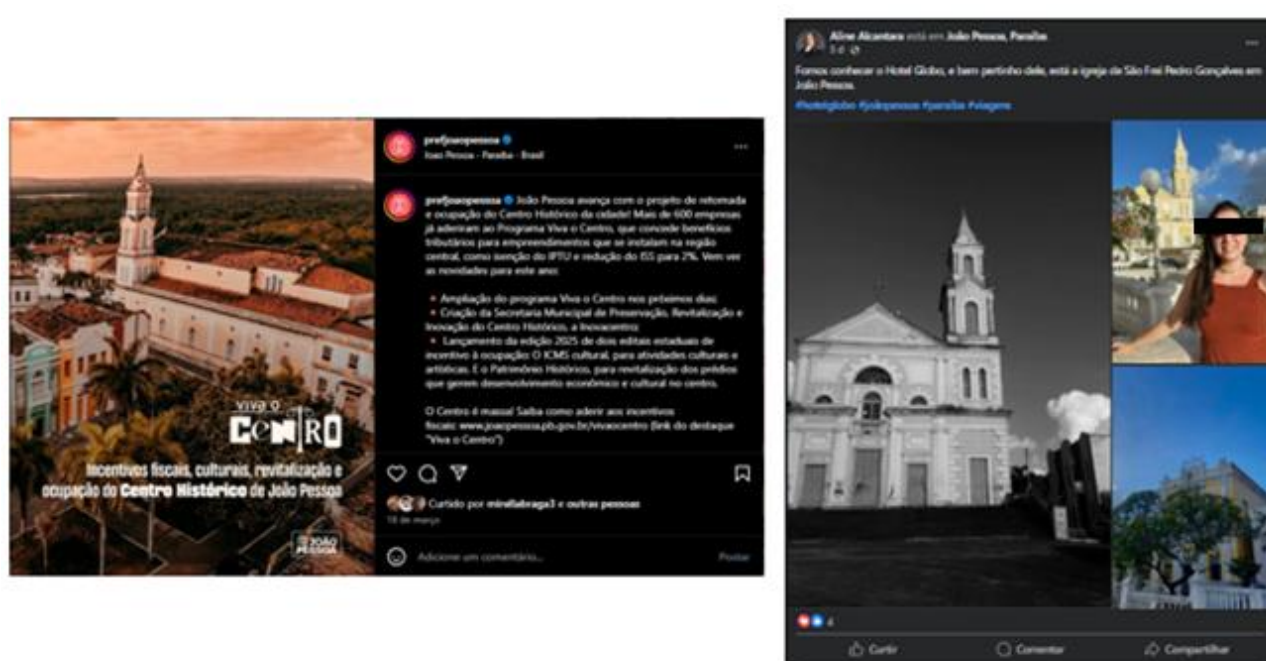 VIVA O
CENTRO
Incentivos fiscais, culturais, revitalização e
ocupação do Centro Histórico de João Pessoa
JOÃO
PESSOA
prefjoaopessoa
Joao Pessoa - Paraíba - Brasil
prefjoaopessoa João Pessoa avança com o projeto de retomada
e ocupação do Centro Histórico da cidade! Mais de 600 empresas
já aderiram ao Programa Viva o Centro, que concede benefícios
tributários para empreendimentos que se instalam na região
central, como isenção do IPTU e redução do ISS para 2%. Vem ver
as novidades para este ano:
Ampliação do programa Viva o Centro nos próximos dias;
Criação da Secretaria Municipal de Preservação, Revitalização e
Inovação do Centro Histórico, a Inovacentro;
Lançamento da edição 2025 de dois editais estaduais de
incentivo à ocupação: O ICMS cultural, para atividades culturais e
artísticas. E o Patrimônio Histórico, para revitalização dos prédios
que gerem desenvolvimento econômico e cultural no centro.
O Centro é massa! Saiba como aderir aos incentivos
fiscais: www.joaopessoa.pb.gov.br/vivaocentro (link do destaque
"Viva o Centro")
Curtido por mirellabraga3 e outras pessoas
18 de março
Adicione um comentário...
Postar
Aline Alcantara está em João Pessoa, Paraíba
5 d
Fomos conhecer o Hotel Globo, e bem pertinho dele, está a igreja de São Frei Pedro Gonçalves em
João Pessoa.
#hotelglobo #joãopessoa #paraíba #viagens
4
Curtir
Comentar
Compartilhar